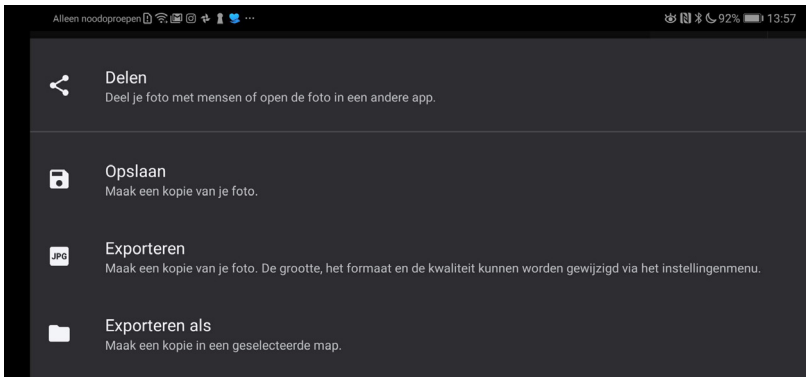 Alleen noodoproepen 92% 13:57
Delen
Deel je foto met mensen of open de foto in een andere app.
Opslaan
Maak een kopie van je foto.
JPG
Exporteren
Maak een kopie van je foto. De grootte, het formaat en de kwaliteit kunnen worden gewijzigd via het instellingenmenu.
Exporteren als
Maak een kopie in een geselecteerde map.